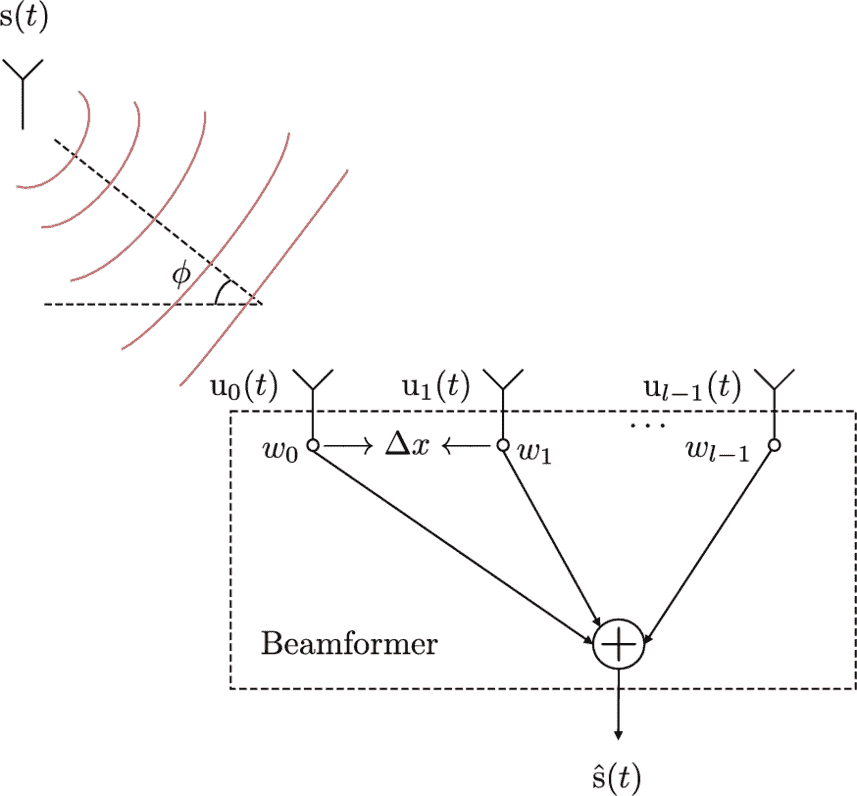 s(t)
ϕ
u₀(t) u₁(t) uₗ₋₁(t)
w₀ Δx w₁ ··· wₗ₋₁
Beamformer
+
ŝ(t)